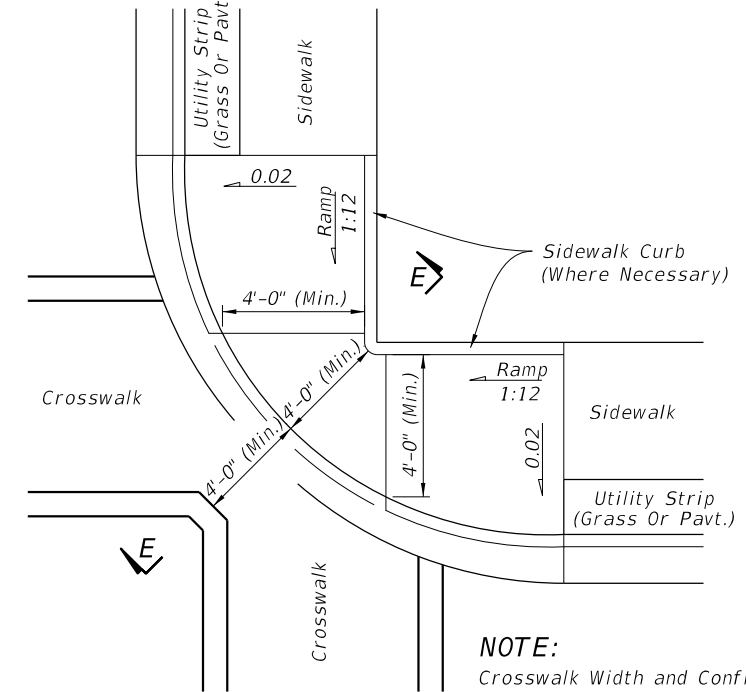 Utility Strip
(Grass Or Pavt
Sidewalk
0.02
Ramp
1:12
Sidewalk Curb
(Where Necessary)
E
4'-0" (Min.)
4'-0" (Min.)
4'-0" (Min.)
4'-0" (Min.)
Ramp
1:12
Crosswalk
Sidewalk
0.02
Utility Strip
(Grass Or Pavt.)
E
Crosswalk
NOTE:
Crosswalk Width and